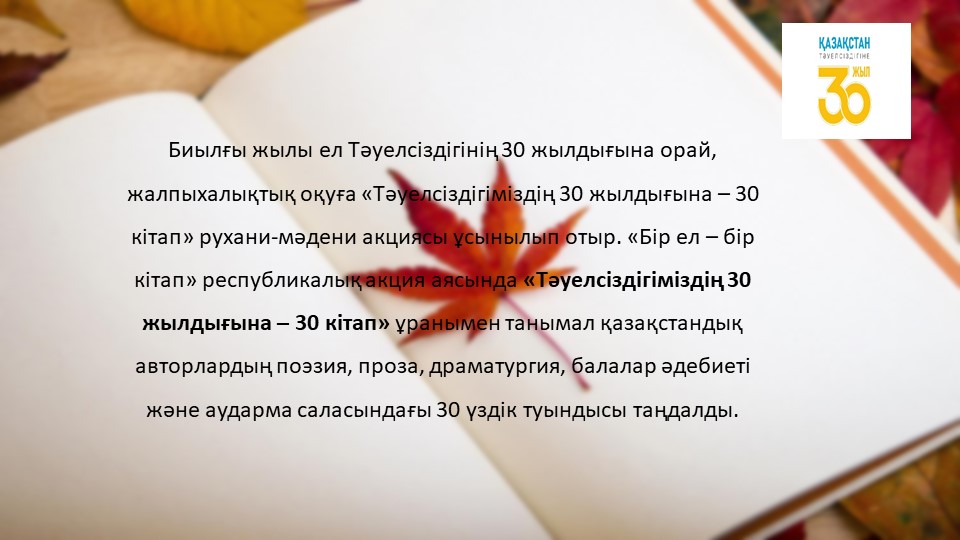 ҚАЗАҚСТАН
ТӘУЕЛСІЗДІГІНЕ
30 ЖЫЛ
Биылғы жылы ел Тәуелсіздігінің 30 жылдығына орай,
жалпыхалықтық оқуға «Тәуелсіздігіміздің 30 жылдығына – 30
кітап» рухани-мәдени акциясы ұсынылып отыр. «Бір ел – бір
кітап» республикалық акция аясында «Тәуелсіздігіміздің 30
жылдығына – 30 кітап» ұранымен танымал қазақстандық
авторлардың поэзия, проза, драматургия, балалар әдебиеті
және аударма саласындағы 30 үздік туындысы таңдалды.